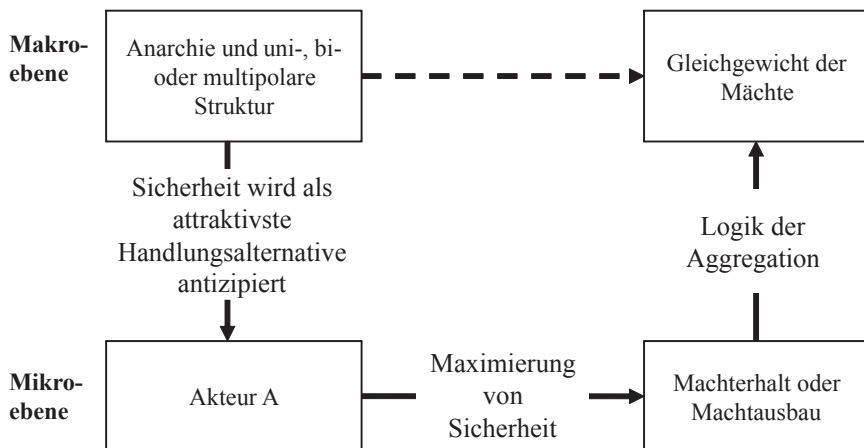 Makro-
ebene
Anarchie und uni-, bi-
oder multipolare
Struktur
Gleichgewicht der
Mächte
Sicherheit wird als
attraktivste
Handlungsalternative
antizipiert
Logik der
Aggregation
Mikro-
ebene
Akteur A
Maximierung
von
Sicherheit
Machterhalt oder
Machtausbau